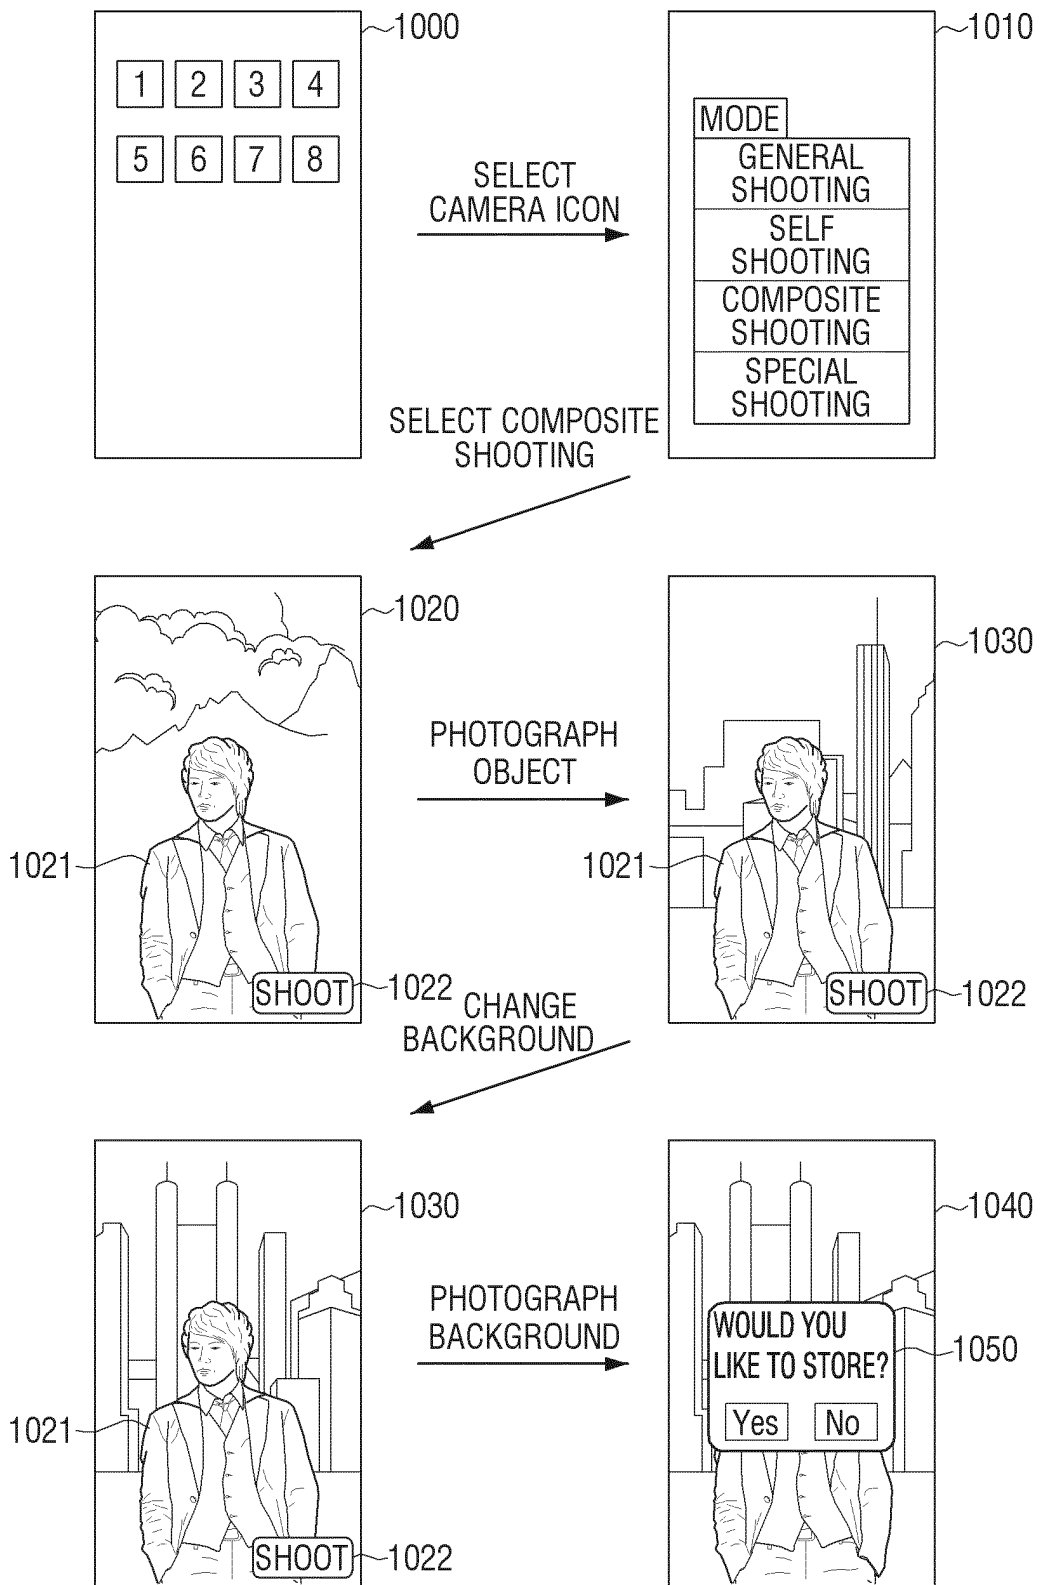 1000
1 2 3 4
5 6 7 8
SELECT
CAMERA ICON
1010
MODE
GENERAL
SHOOTING
SELF
SHOOTING
COMPOSITE
SHOOTING
SPECIAL
SHOOTING
SELECT COMPOSITE
SHOOTING
1020
1021
SHOOT
1022
PHOTOGRAPH
OBJECT
1030
1021
SHOOT
1022
CHANGE
BACKGROUND
1030
1021
SHOOT
1022
PHOTOGRAPH
BACKGROUND
1040
WOULD YOU
LIKE TO STORE?
1050
Yes No